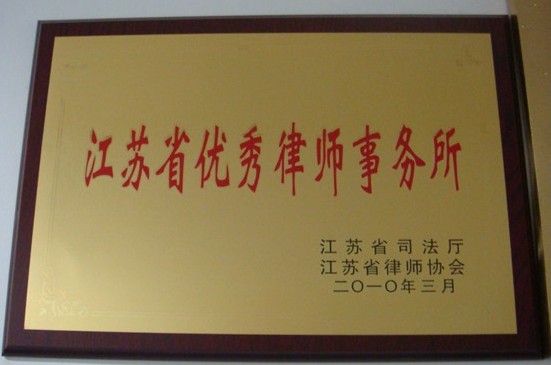 江苏省优秀律师事务所
江苏省司法厅
江苏省律师协会
二〇一〇年三月